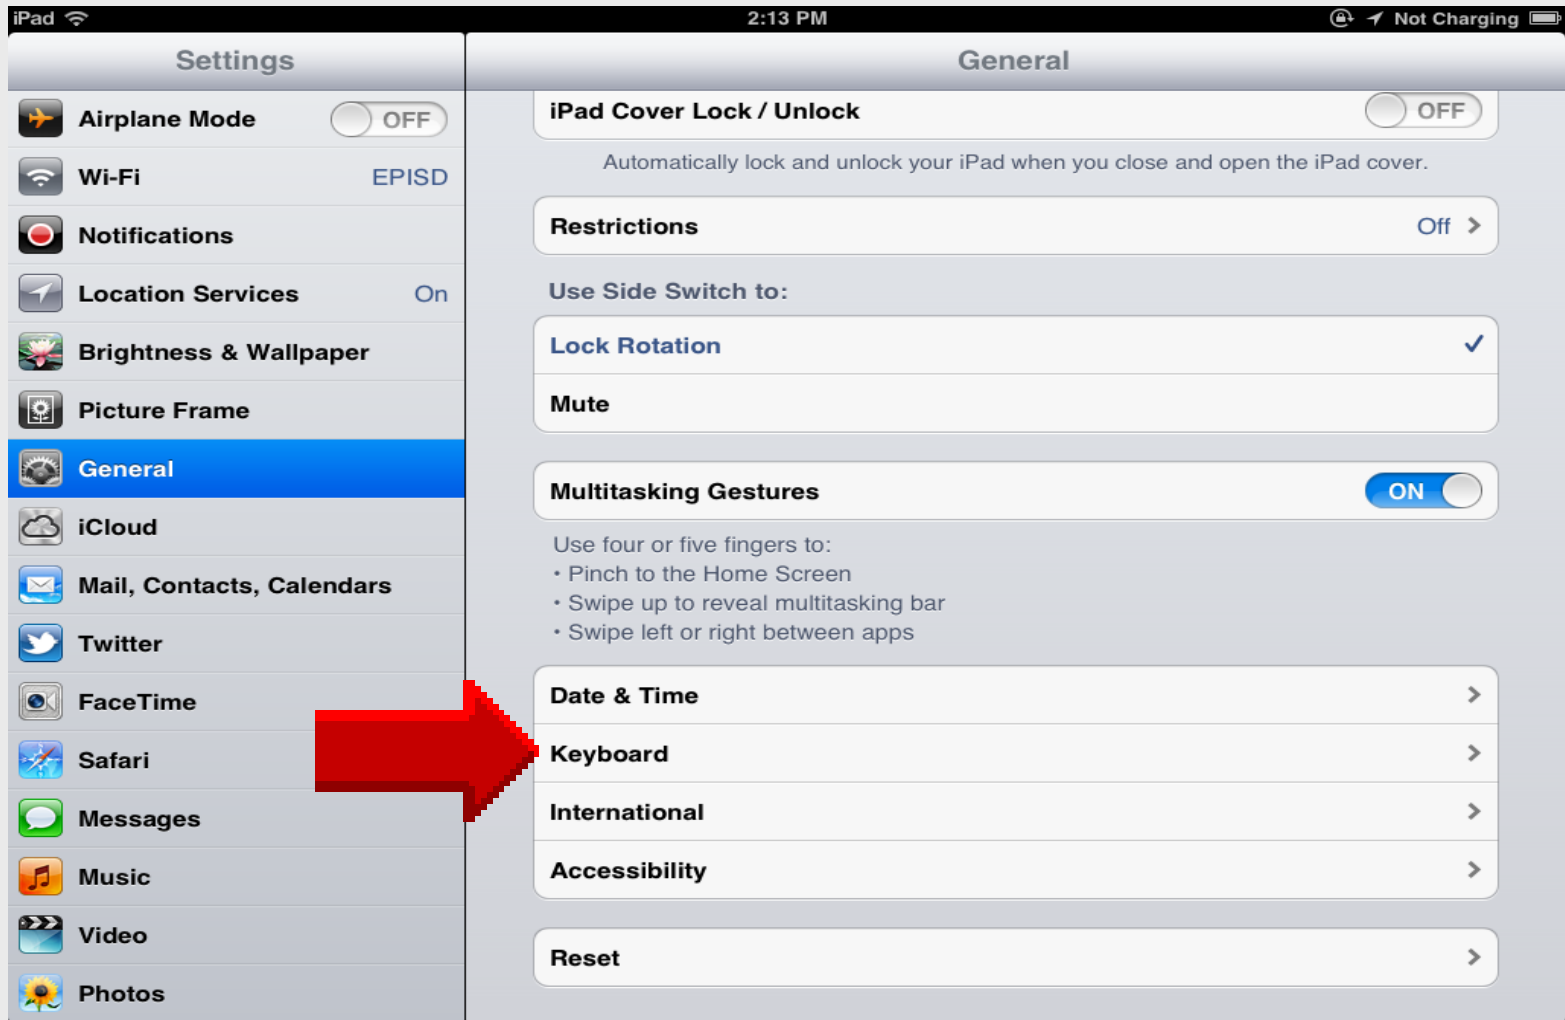 iPad
2:13 PM
Not Charging
Settings
General
Airplane Mode OFF
Wi-Fi EPISD
Notifications
Location Services On
Brightness & Wallpaper
Picture Frame
General
iCloud
Mail, Contacts, Calendars
Twitter
FaceTime
Safari
Messages
Music
Video
Photos
iPad Cover Lock / Unlock OFF
Automatically lock and unlock your iPad when you close and open the iPad cover.
Restrictions Off
Use Side Switch to:
Lock Rotation
Mute
Multitasking Gestures ON
Use four or five fingers to:
• Pinch to the Home Screen
• Swipe up to reveal multitasking bar
• Swipe left or right between apps
Date & Time
Keyboard
International
Accessibility
Reset